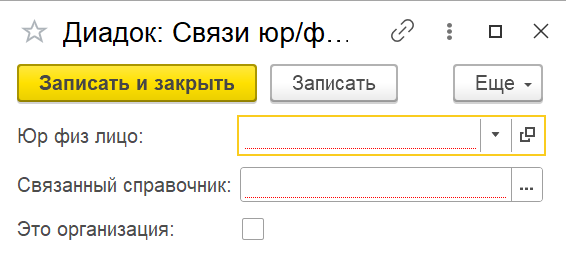 Диадок: Связи юр/ф...
Записать и закрыть Записать Еще
Юр физ лицо:
Связанный справочник: ...
Это организация: